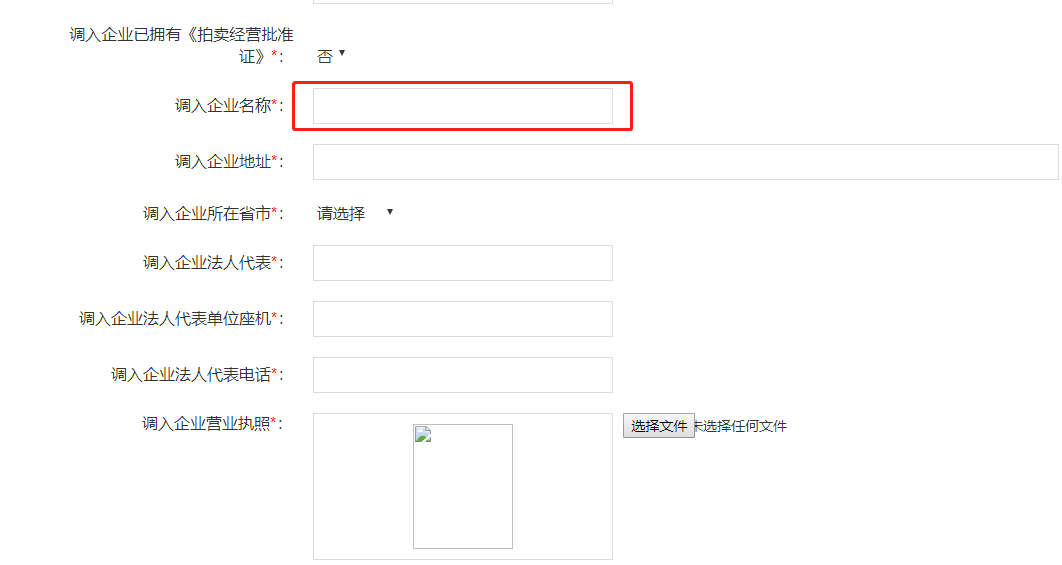 调入企业已拥有《拍卖经营批准
证》*： 否
调入企业名称*：
调入企业地址*：
调入企业所在省市*： 请选择
调入企业法人代表*：
调入企业法人代表单位座机*：
调入企业法人代表电话*：
调入企业营业执照*： 选择文件 未选择任何文件